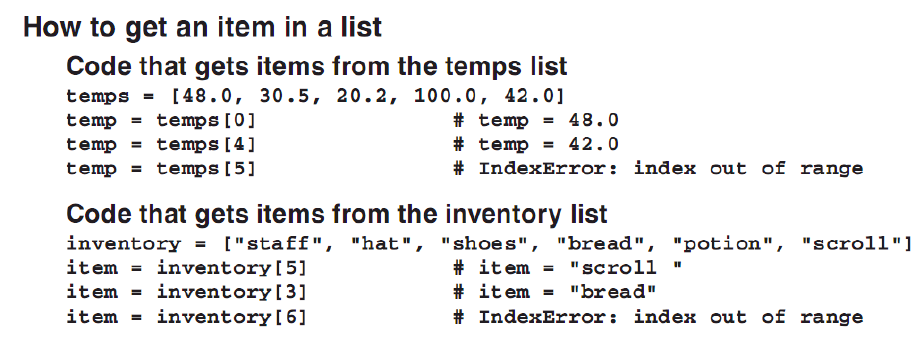 How to get an item in a list
Code that gets items from the temps list
temps = [48.0, 30.5, 20.2, 100.0, 42.0]
temp = temps[0] # temp = 48.0
temp = temps[4] # temp = 42.0
temp = temps[5] # IndexError: index out of range
Code that gets items from the inventory list
inventory = ["staff", "hat", "shoes", "bread", "potion", "scroll"]
item = inventory[5] # item = "scroll "
item = inventory[3] # item = "bread"
item = inventory[6] # IndexError: index out of range